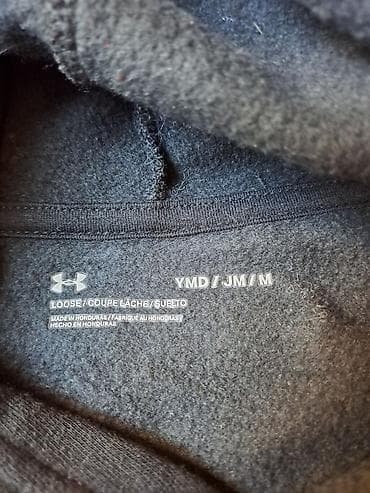 YMD / JM / M
LOOSE / COUPE LÂCHE / SUELTO
MADE IN HONDURAS / FABRIQUÉ AU HONDURAS /
HECHO EN HONDURAS